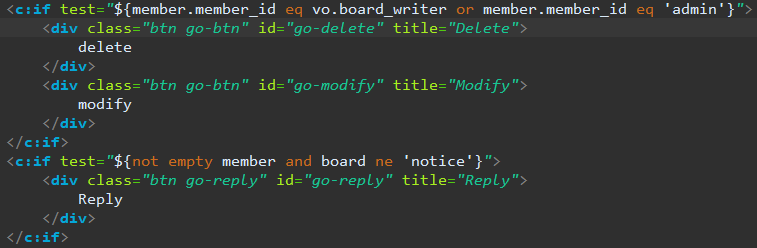 <c:if test="${member.member_id eq vo.board_writer or member.member_id eq 'admin'}">
    <div class="btn go-btn" id="go-delete" title="Delete">
        delete
    </div>
    <div class="btn go-btn" id="go-modify" title="Modify">
        modify
    </div>
</c:if>
<c:if test="${not empty member and board ne 'notice'}">
    <div class="btn go-reply" id="go-reply" title="Reply">
        Reply
    </div>
</c:if>